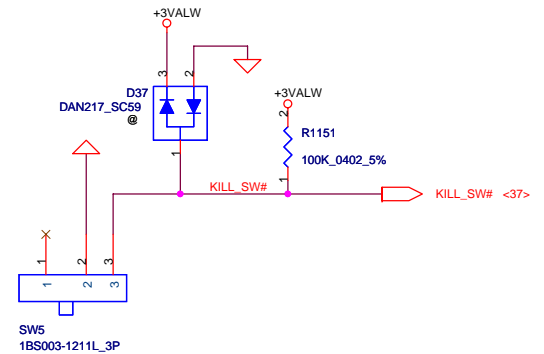 +3VALW
3
2
D37
DAN217_SC59
@
1
+3VALW
2
R1151
100K_0402_5%
1
KILL_SW#
KILL_SW# <37>
1
2
3
1
2
3
SW5
1BS003-1211L_3P